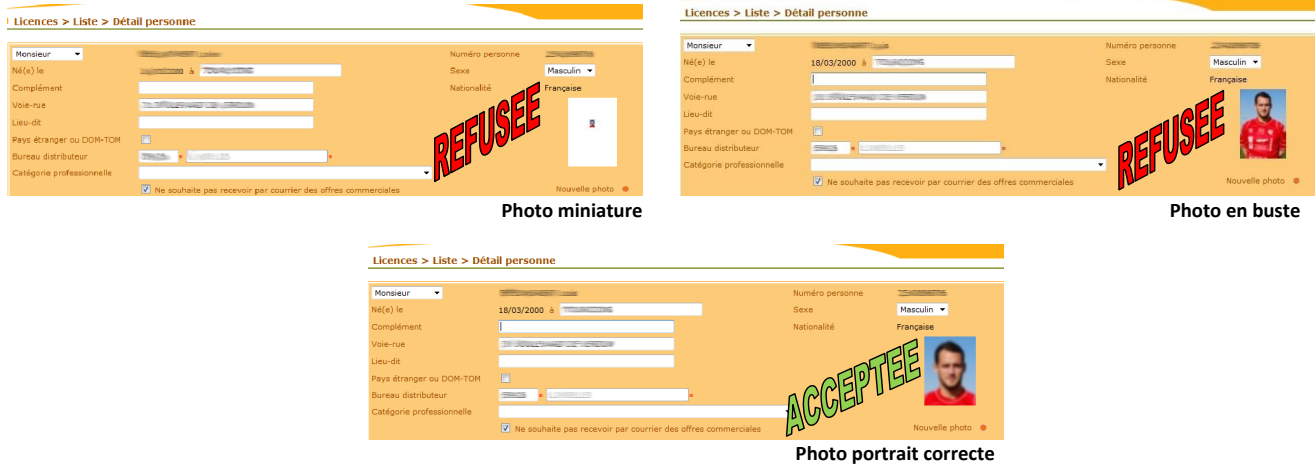 Licences > Liste > Détail personne
Monsieur
Numéro personne
Né(e) le
à
Sexe
Masculin
Complément
Nationalité
Française
Voie-rue
Lieu-dit
Pays étranger ou DOM-TOM
Bureau distributeur
*
*
Catégorie professionnelle
Ne souhaite pas recevoir par courrier des offres commerciales
Nouvelle photo
REFUSEE
Photo miniature
Licences > Liste > Détail personne
Monsieur
Numéro personne
Né(e) le
18/03/2000 à
Sexe
Masculin
Complément
Nationalité
Française
Voie-rue
Lieu-dit
Pays étranger ou DOM-TOM
Bureau distributeur
*
*
Catégorie professionnelle
Ne souhaite pas recevoir par courrier des offres commerciales
Nouvelle photo
REFUSEE
Photo en buste
Licences > Liste > Détail personne
Monsieur
Numéro personne
Né(e) le
18/03/2000 à
Sexe
Masculin
Complément
Nationalité
Française
Voie-rue
Lieu-dit
Pays étranger ou DOM-TOM
Bureau distributeur
*
*
Catégorie professionnelle
Ne souhaite pas recevoir par courrier des offres commerciales
Nouvelle photo
ACCEPTEE
Photo portrait correcte